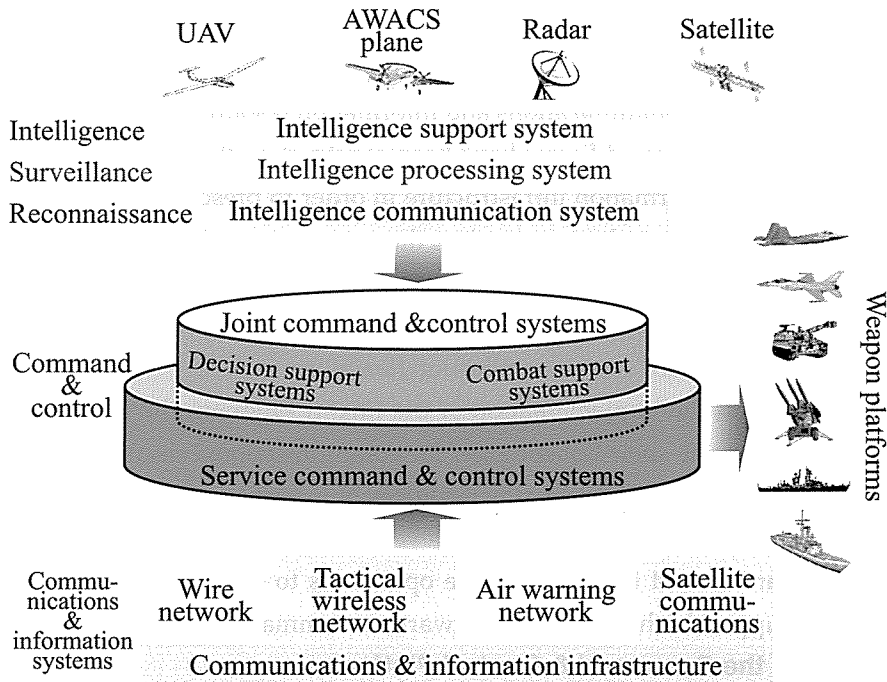 UAV
AWACS
plane
Radar
Satellite
Intelligence
Intelligence support system
Surveillance
Intelligence processing system
Reconnaissance
Intelligence communication system
Joint command &control systems
Decision support
systems
Combat support
systems
Command
&
control
Service command & control systems
Weapon platforms
Commu-
nications
&
information
systems
Wire
network
Tactical
wireless
network
Air warning
network
Satellite
commu-
nications
Communications & information infrastructure